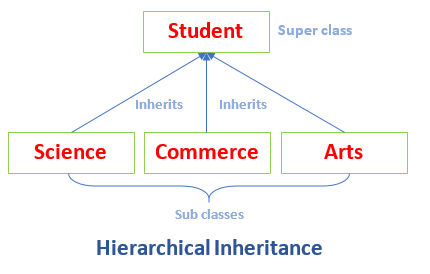 Student
Super class
Inherits
Inherits
Science
Commerce
Arts
Sub classes
Hierarchical Inheritance